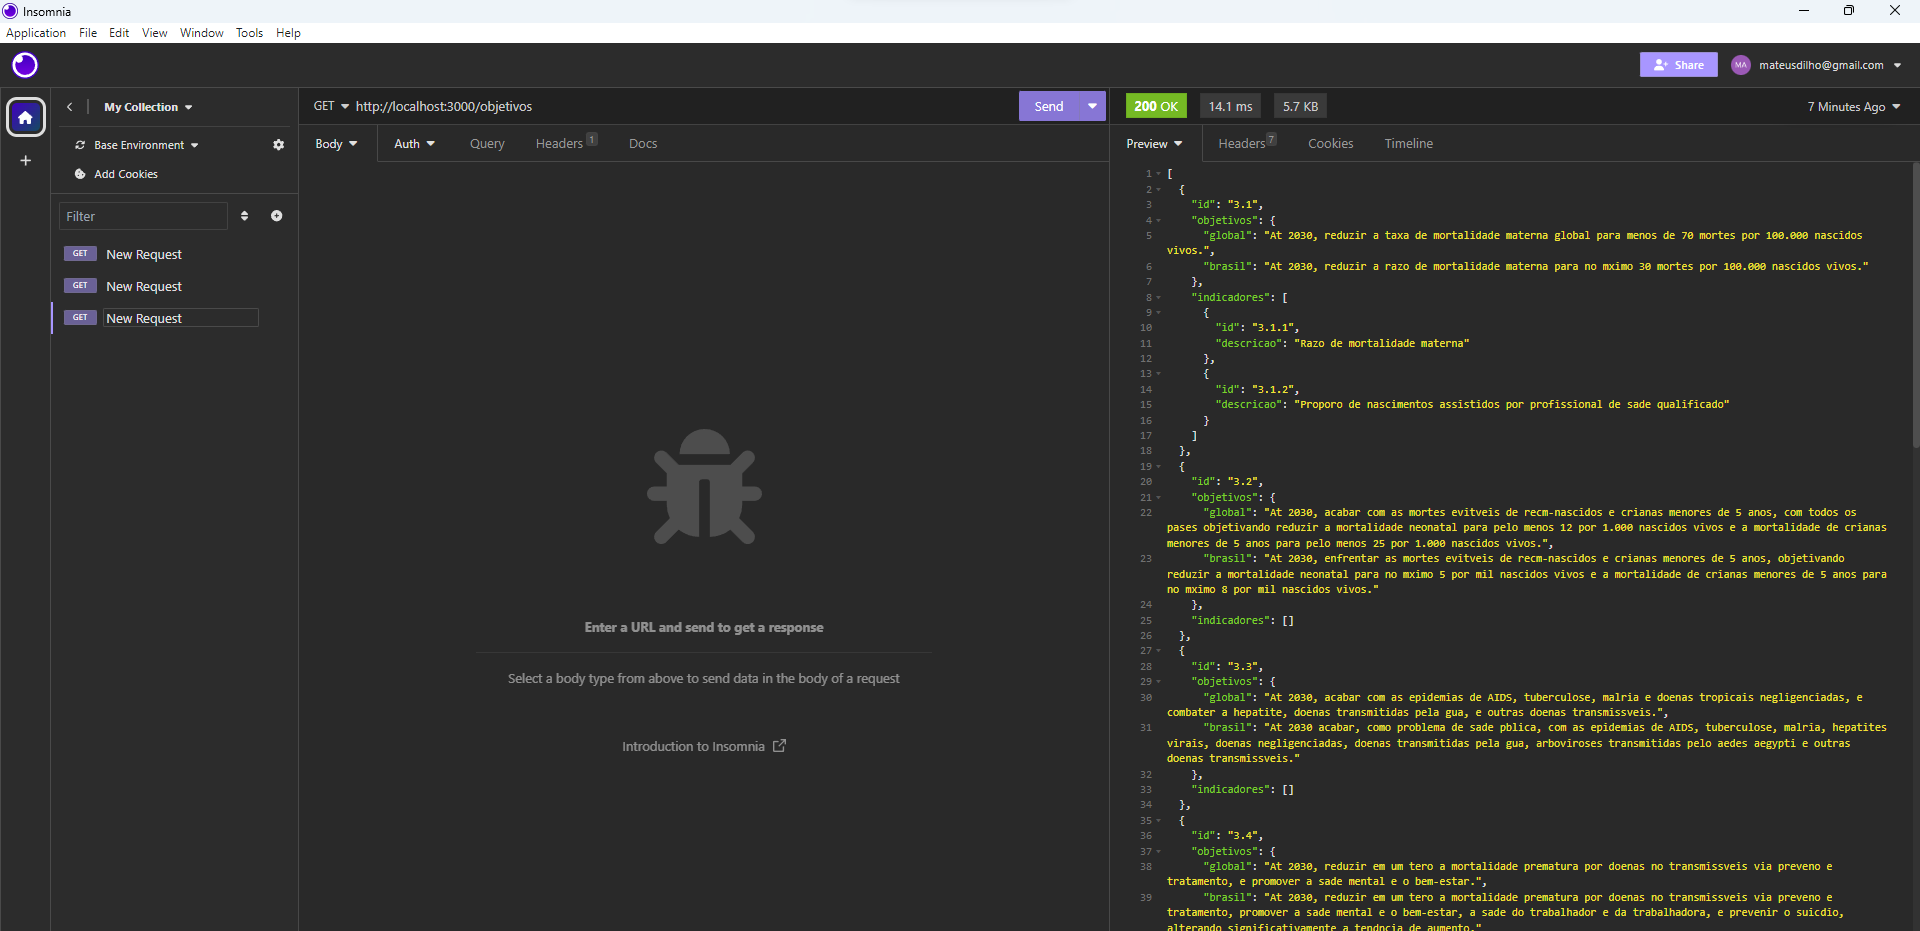 Insomnia
Application File Edit View Window Tools Help
Share
MA mateusdilho@gmail.com
My Collection
Base Environment
Add Cookies
Filter
GET New Request
GET New Request
GET New Request
GET http://localhost:3000/objetivos
Send
Body Auth Query Headers 1 Docs
Enter a URL and send to get a response
Select a body type from above to send data in the body of a request
Introduction to Insomnia
200 OK 14.1 ms 5.7 KB 7 Minutes Ago
Preview Headers 7 Cookies Timeline
1 [
2 {
3 "id": "3.1",
4 "objetivos": {
5 "global": "At 2030, reduzir a taxa de mortalidade materna global para menos de 70 mortes por 100.000 nascidos
vivos.",
6 "brasil": "At 2030, reduzir a razo de mortalidade materna para no mximo 30 mortes por 100.000 nascidos vivos."
7 },
8 "indicadores": [
9 {
10 "id": "3.1.1",
11 "descricao": "Razo de mortalidade materna"
12 },
13 {
14 "id": "3.1.2",
15 "descricao": "Proporo de nascimentos assistidos por profissional de sade qualificado"
16 }
17 ]
18 },
19 {
20 "id": "3.2",
21 "objetivos": {
22 "global": "At 2030, acabar com as mortes evitveis de recm-nascidos e crianas menores de 5 anos, com todos os
pases objetivando reduzir a mortalidade neonatal para pelo menos 12 por 1.000 nascidos vivos e a mortalidade de crianas
menores de 5 anos para pelo menos 25 por 1.000 nascidos vivos.",
23 "brasil": "At 2030, enfrentar as mortes evitveis de recm-nascidos e crianas menores de 5 anos, objetivando
reduzir a mortalidade neonatal para no mximo 5 por mil nascidos vivos e a mortalidade de crianas menores de 5 anos para
no mximo 8 por mil nascidos vivos."
24 },
25 "indicadores": []
26 },
27 {
28 "id": "3.3",
29 "objetivos": {
30 "global": "At 2030, acabar com as epidemias de AIDS, tuberculose, malria e doenas tropicais negligenciadas, e
combater a hepatite, doenas transmitidas pela gua, e outras doenas transmissveis.",
31 "brasil": "At 2030 acabar, como problema de sade pblica, com as epidemias de AIDS, tuberculose, malria, hepatites
virais, doenas negligenciadas, doenas transmitidas pela gua, arboviroses transmitidas pelo aedes aegypti e outras
doenas transmissveis."
32 },
33 "indicadores": []
34 },
35 {
36 "id": "3.4",
37 "objetivos": {
38 "global": "At 2030, reduzir em um tero a mortalidade prematura por doenas no transmissveis via preveno e
tratamento, e promover a sade mental e o bem-estar.",
39 "brasil": "At 2030, reduzir em um tero a mortalidade prematura por doenas no transmissveis via preveno e
tratamento, promover a sade mental e o bem-estar, a sade do trabalhador e da trabalhadora, e prevenir o suicdio,
alterando significativamente a tendncia de aumento."